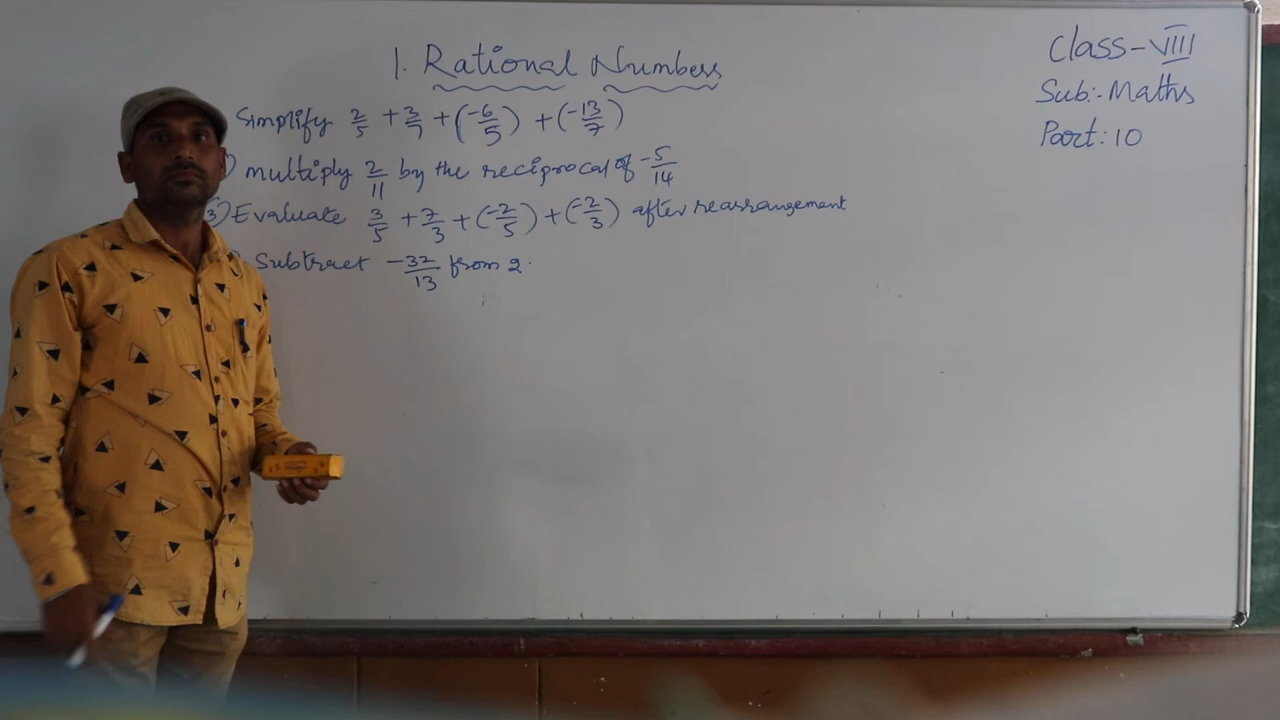 1. Rational Numbers
Class-VIII
Sub:- Maths
Part: 10
Simplify 2/5 + 3/7 + (-6/5) + (-13/7)
) multiply 2/11 by the reciprocal of -5/14
3) Evaluate 3/5 + 7/3 + (-2/5) + (-2/3) after rearrangement
) Subtract -32/13 from 2.